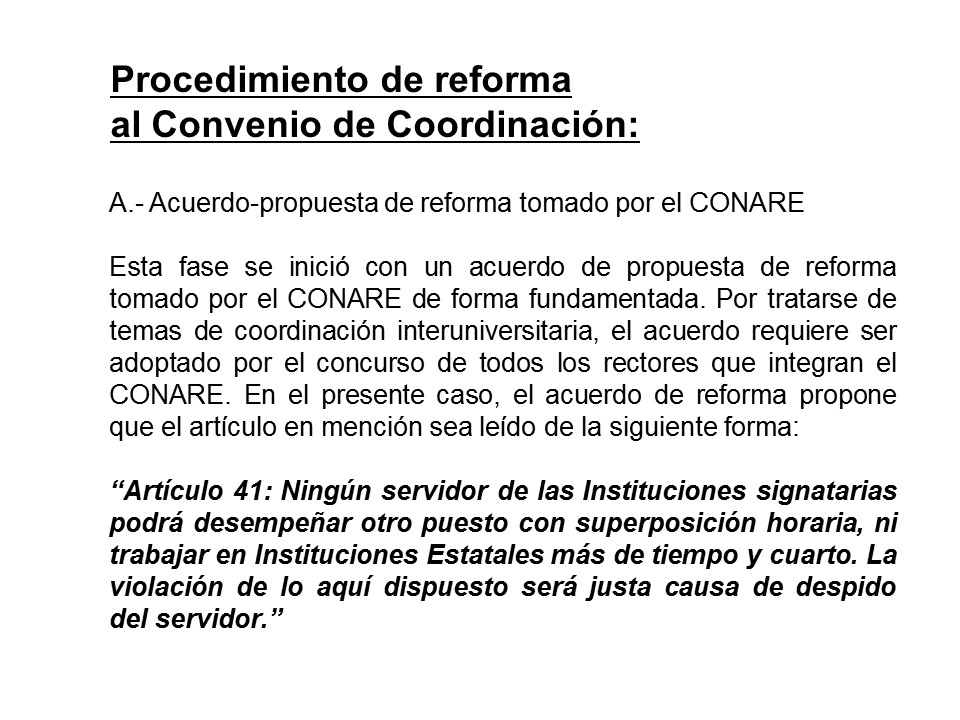 Procedimiento de reforma
al Convenio de Coordinación:
A.- Acuerdo-propuesta de reforma tomado por el CONARE
Esta fase se inició con un acuerdo de propuesta de reforma
tomado por el CONARE de forma fundamentada. Por tratarse de
temas de coordinación interuniversitaria, el acuerdo requiere ser
adoptado por el concurso de todos los rectores que integran el
CONARE. En el presente caso, el acuerdo de reforma propone
que el artículo en mención sea leído de la siguiente forma:
“Artículo 41: Ningún servidor de las Instituciones signatarias
podrá desempeñar otro puesto con superposición horaria, ni
trabajar en Instituciones Estatales más de tiempo y cuarto. La
violación de lo aquí dispuesto será justa causa de despido
del servidor.”